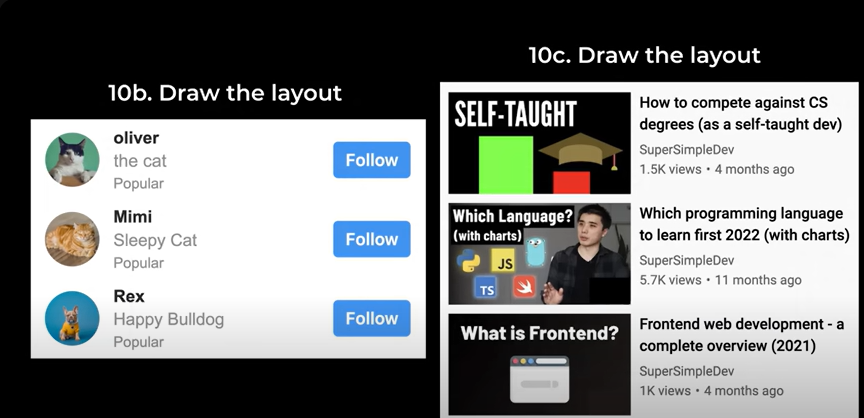 10b. Draw the layout
oliver
the cat
Popular
Follow
Mimi
Sleepy Cat
Popular
Follow
Rex
Happy Bulldog
Popular
Follow
10c. Draw the layout
SELF-TAUGHT
How to compete against CS
degrees (as a self-taught dev)
SuperSimpleDev
1.5K views • 4 months ago
Which Language?
(with charts)
JS
TS
Which programming language
to learn first 2022 (with charts)
SuperSimpleDev
5.7K views • 11 months ago
What is Frontend?
Frontend web development - a
complete overview (2021)
SuperSimpleDev
1K views • 4 months ago